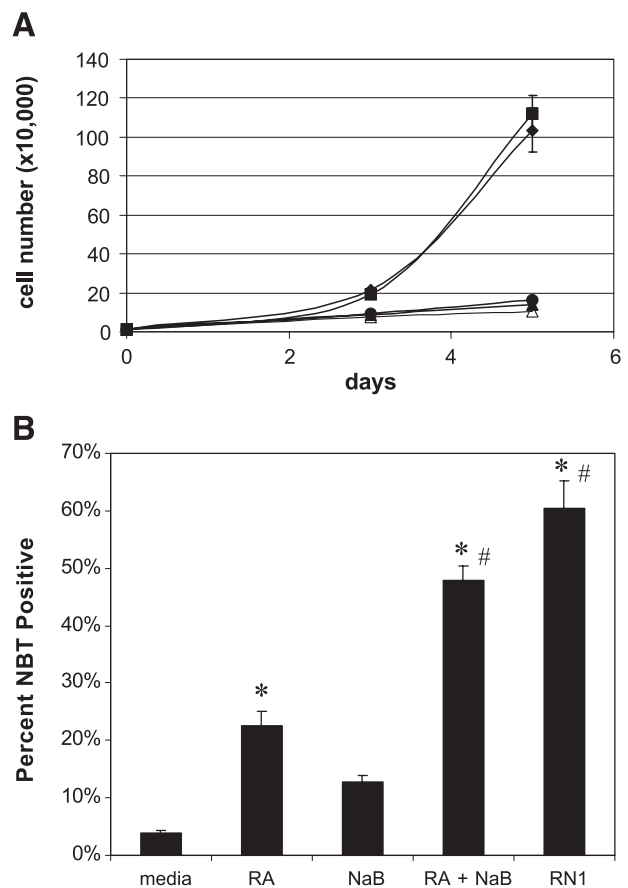 A
cell number (x10,000)
140
120
100
80
60
40
20
0
0 2 4 6
days
B
Percent NBT Positive
70%
60%
50%
40%
30%
20%
10%
0%
* #
* #
*
media RA NaB RA + NaB RN1